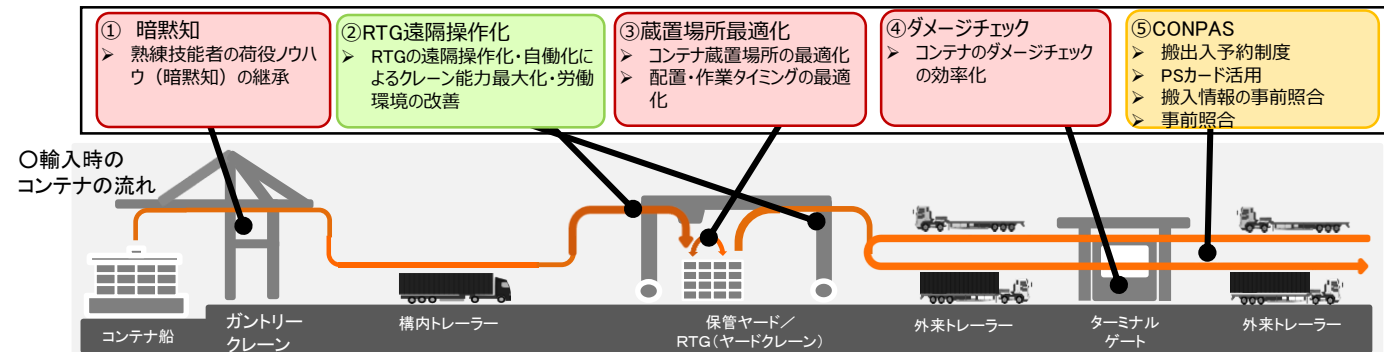 ① 暗黙知
➢ 熟練技能者の荷役ノウハ
ウ（暗黙知）の継承
②RTG遠隔操作化
➢ RTGの遠隔操作化・自働化に
よるクレーン能力最大化・労働
環境の改善
③蔵置場所最適化
➢ コンテナ蔵置場所の最適化
➢ 配置・作業タイミングの最適
化
④ダメージチェック
➢ コンテナのダメージチェック
の効率化
⑤CONPAS
➢ 搬出入予約制度
➢ PSカード活用
➢ 搬入情報の事前照合
➢ 事前照合
〇輸入時の
コンテナの流れ
コンテナ船
ガントリー
クレーン
構内トレーラー
保管ヤード／
RTG（ヤードクレーン）
外来トレーラー
ターミナル
ゲート
外来トレーラー